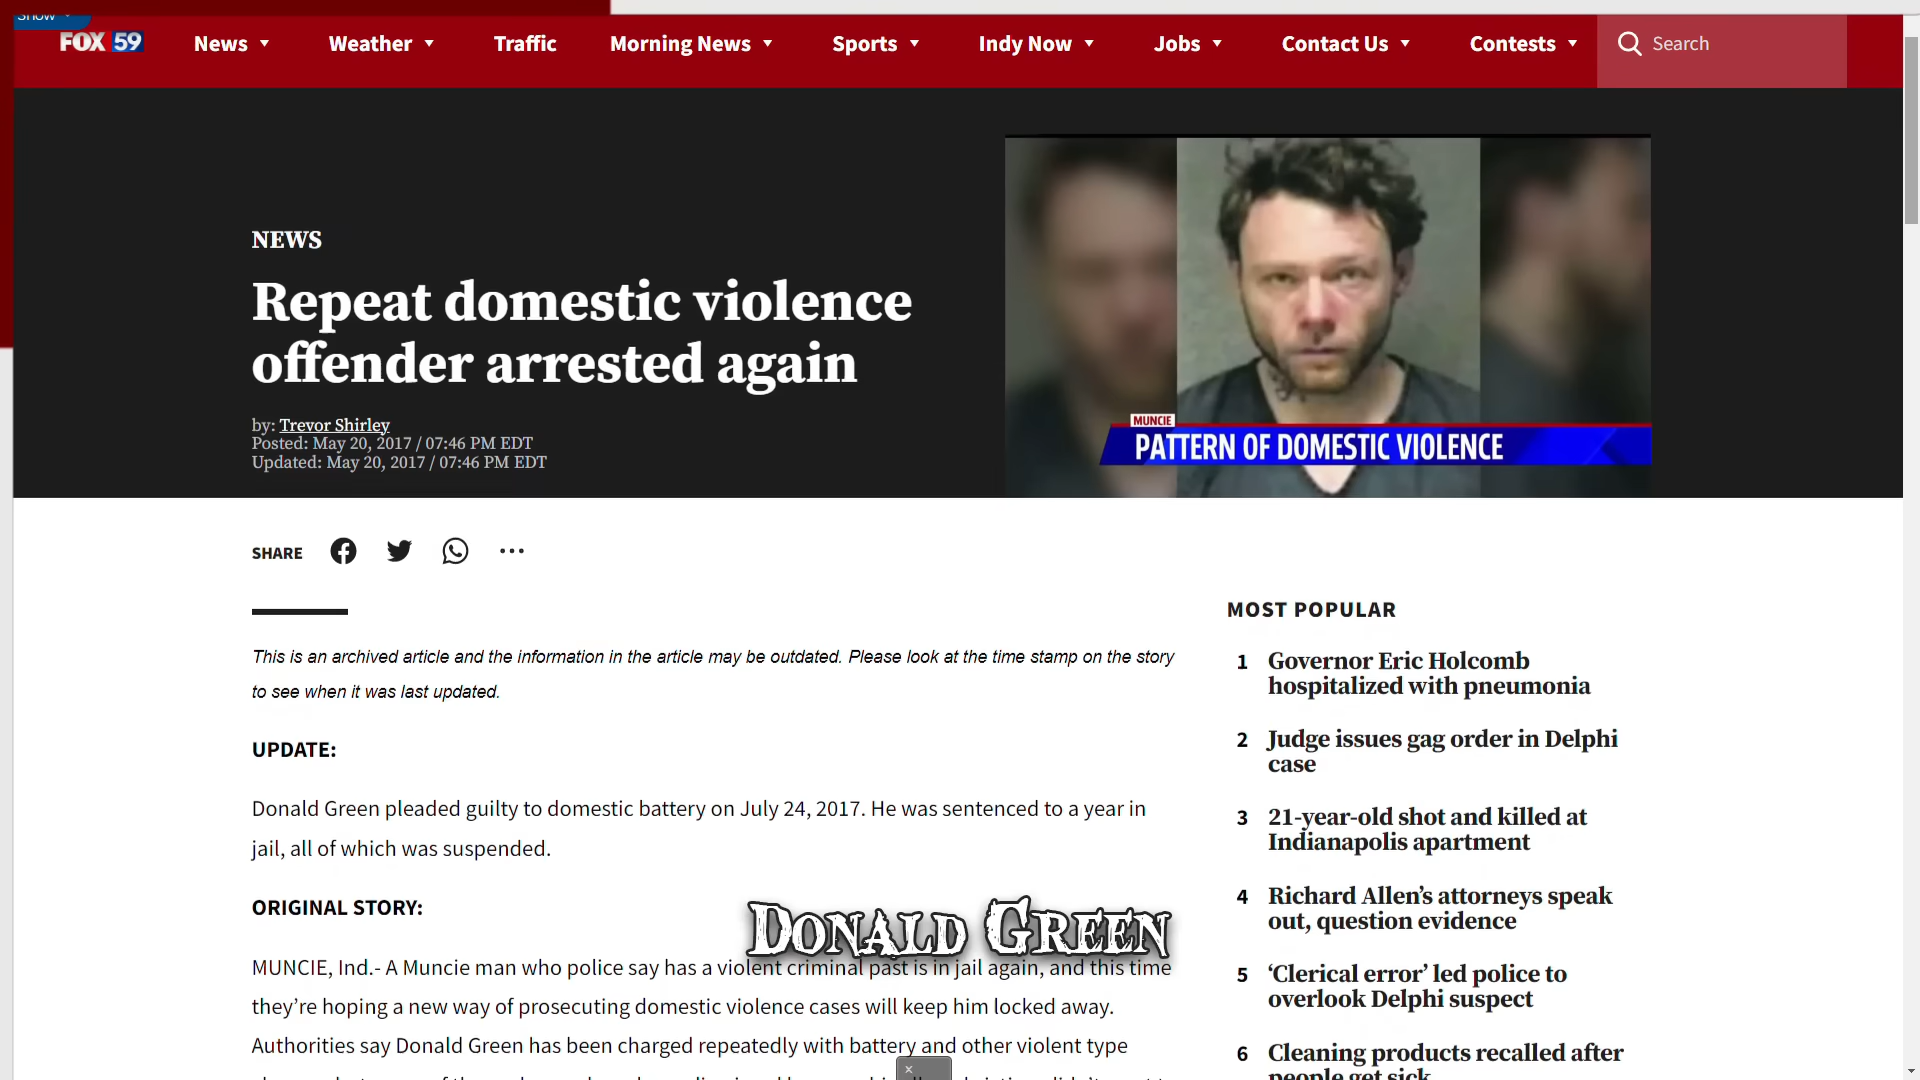 Show
FOX 59
News
Weather
Traffic
Morning News
Sports
Indy Now
Jobs
Contact Us
Contests
Search
NEWS
Repeat domestic violence
offender arrested again
by: Trevor Shirley
Posted: May 20, 2017 / 07:46 PM EDT
Updated: May 20, 2017 / 07:46 PM EDT
MUNCIE
PATTERN OF DOMESTIC VIOLENCE
SHARE
This is an archived article and the information in the article may be outdated. Please look at the time stamp on the story
to see when it was last updated.
UPDATE:
Donald Green pleaded guilty to domestic battery on July 24, 2017. He was sentenced to a year in
jail, all of which was suspended.
ORIGINAL STORY:
DONALD GREEN
MUNCIE, Ind.- A Muncie man who police say has a violent criminal past is in jail again, and this time
they're hoping a new way of prosecuting domestic violence cases will keep him locked away.
Authorities say Donald Green has been charged repeatedly with battery and other violent type
MOST POPULAR
1 Governor Eric Holcomb
hospitalized with pneumonia
2 Judge issues gag order in Delphi
case
3 21-year-old shot and killed at
Indianapolis apartment
4 Richard Allen's attorneys speak
out, question evidence
5 'Clerical error' led police to
overlook Delphi suspect
6 Cleaning products recalled after
people get sick